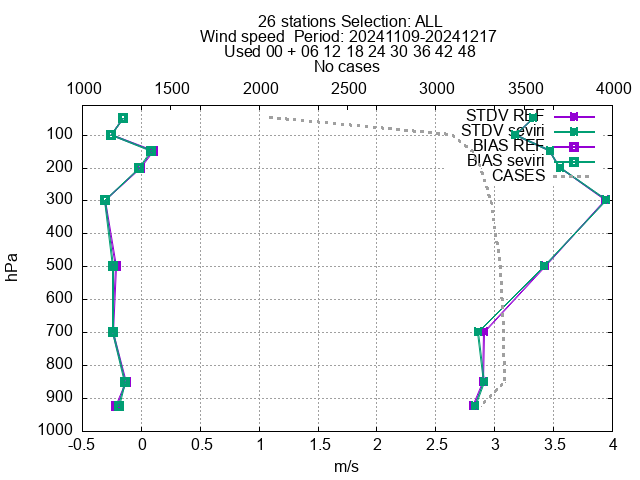 26 stations Selection: ALL
Wind speed  Period: 20241109-20241217
Used 00 + 06 12 18 24 30 36 42 48
No cases
1000 1500 2000 2500 3000 3500 4000
STDV REF
STDV seviri
BIAS REF
BIAS seviri
CASES
100
200
300
400
500
600
700
800
900
1000
hPa
-0.5 0 0.5 1 1.5 2 2.5 3 3.5 4
m/s